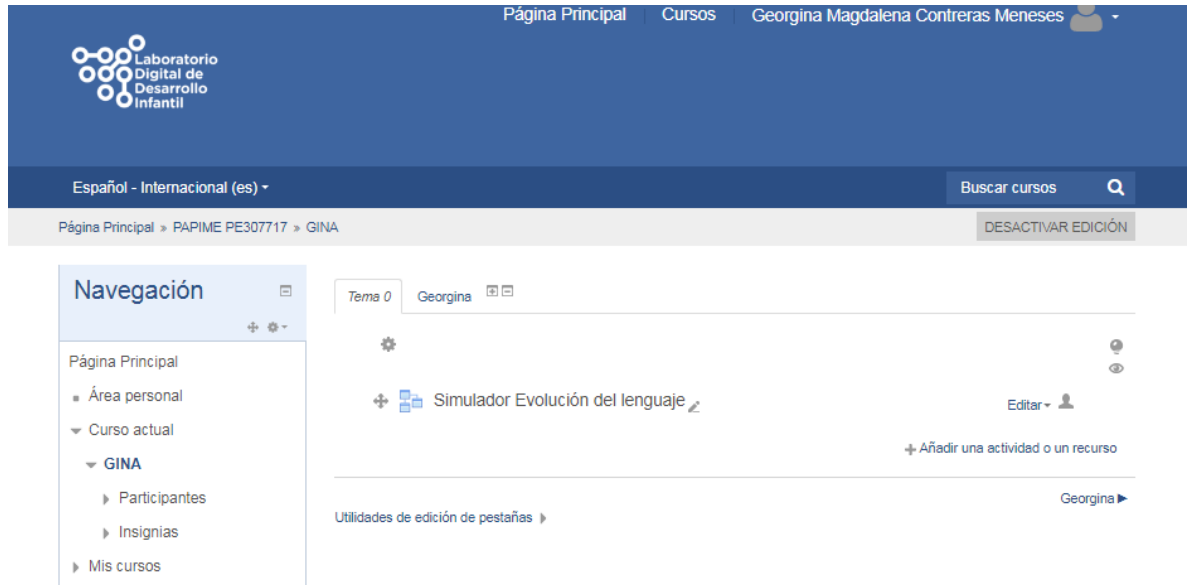 Página Principal Cursos Georgina Magdalena Contreras Meneses
Laboratorio
Digital de
Desarrollo
Infantil
Español - Internacional (es)
Buscar cursos
Página Principal » PAPIME PE307717 » GINA
DESACTIVAR EDICIÓN
Navegación
Página Principal
Área personal
Curso actual
GINA
Participantes
Insignias
Mis cursos
Tema 0 Georgina
Simulador Evolución del lenguaje
Editar
Añadir una actividad o un recurso
Georgina
Utilidades de edición de pestañas